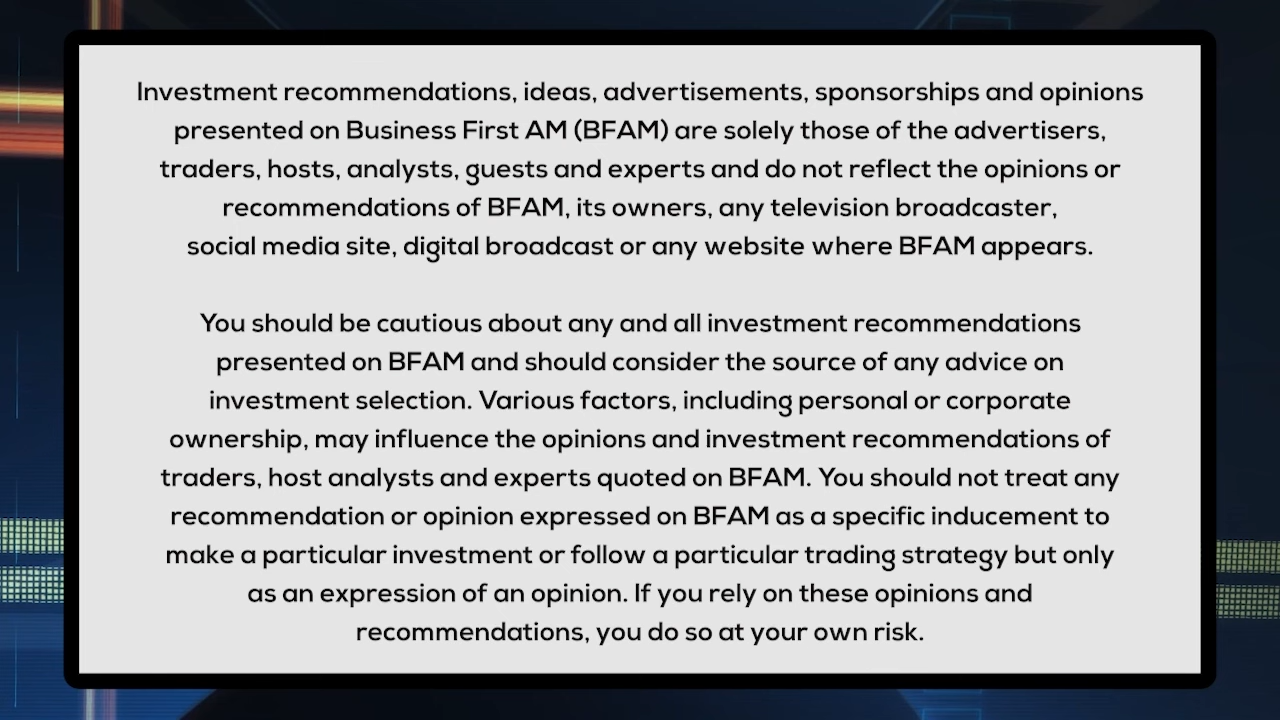 Investment recommendations, ideas, advertisements, sponsorships and opinions
presented on Business First AM (BFAM) are solely those of the advertisers,
traders, hosts, analysts, guests and experts and do not reflect the opinions or
recommendations of BFAM, its owners, any television broadcaster,
social media site, digital broadcast or any website where BFAM appears.
You should be cautious about any and all investment recommendations
presented on BFAM and should consider the source of any advice on
investment selection. Various factors, including personal or corporate
ownership, may influence the opinions and investment recommendations of
traders, host analysts and experts quoted on BFAM. You should not treat any
recommendation or opinion expressed on BFAM as a specific inducement to
make a particular investment or follow a particular trading strategy but only
as an expression of an opinion. If you rely on these opinions and
recommendations, you do so at your own risk.